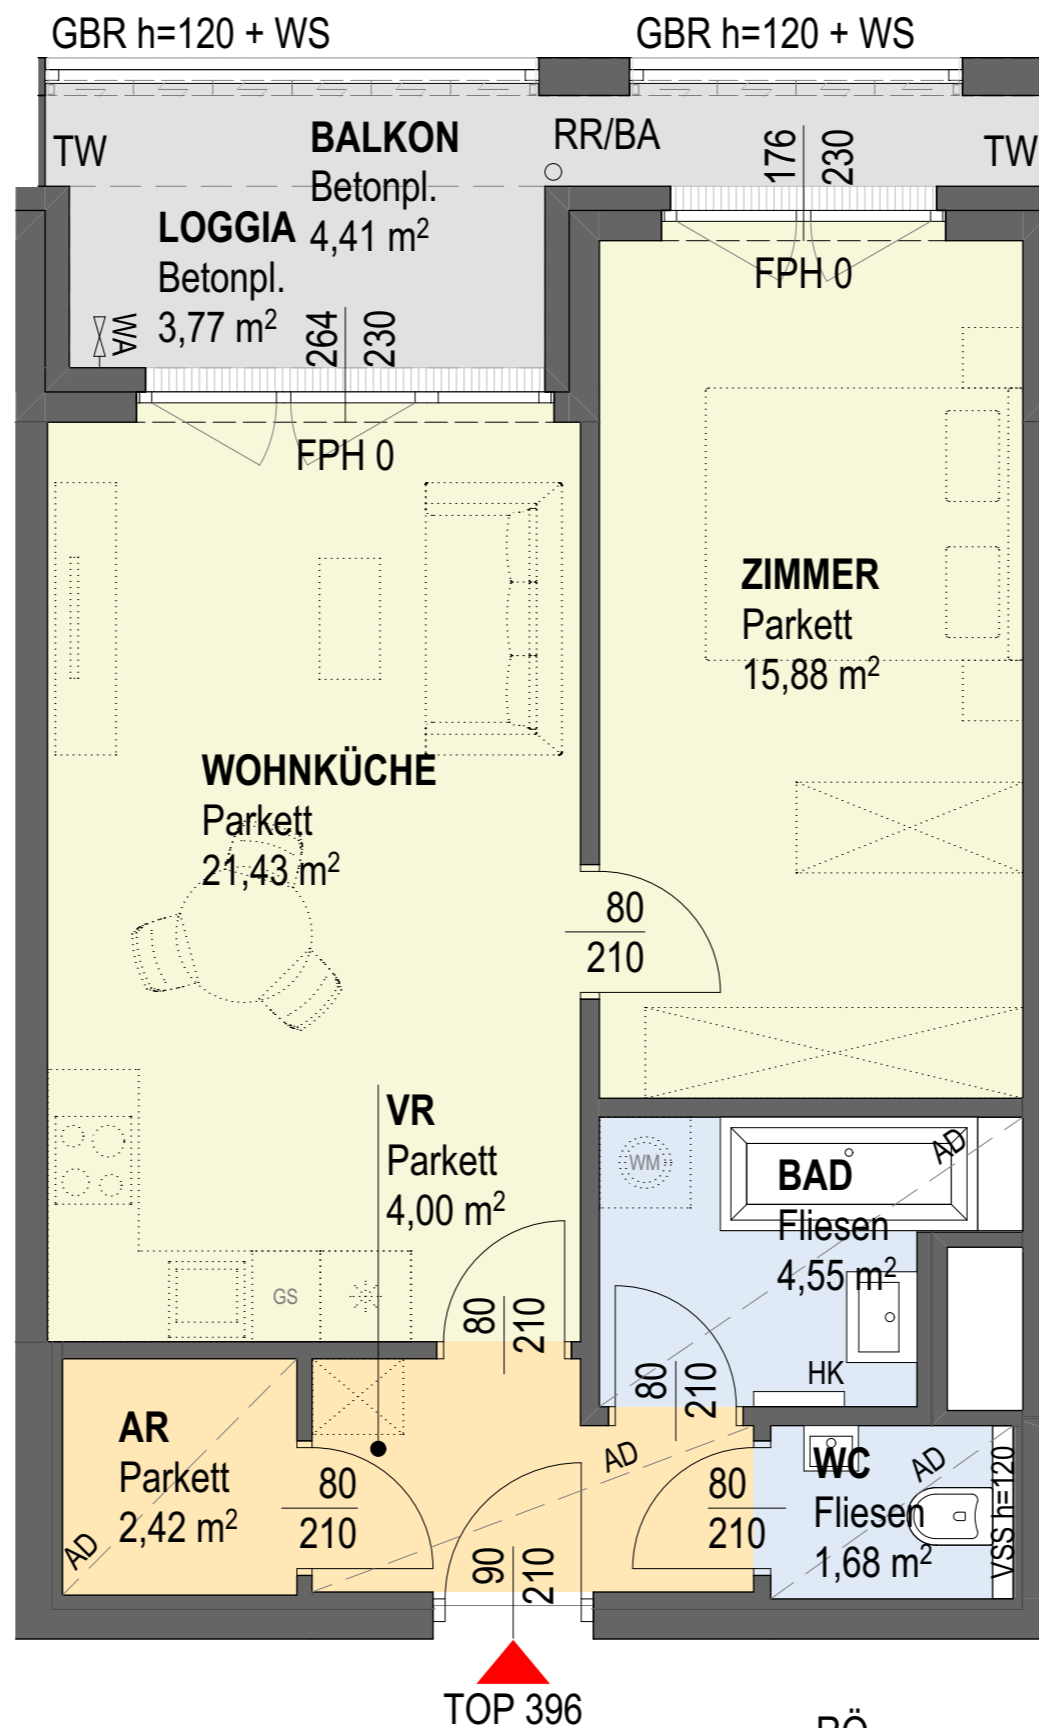 GBR h=120 + WS
GBR h=120 + WS
TW
BALKON
Betonpl.
4,41 m²
RR/BA
176
230
TW
LOGGIA
Betonpl.
3,77 m²
WA
264
230
FPH 0
FPH 0
ZIMMER
Parkett
15,88 m²
WOHNKÜCHE
Parkett
21,43 m²
80
210
VR
Parkett
4,00 m²
WM
AD
BAD
Fliesen
4,55 m²
GS
80
210
80
210
HK
AR
Parkett
2,42 m²
AD
80
210
AD
90
210
80
210
WC
Fliesen
1,68 m²
AD
VSS h=120
TOP 396